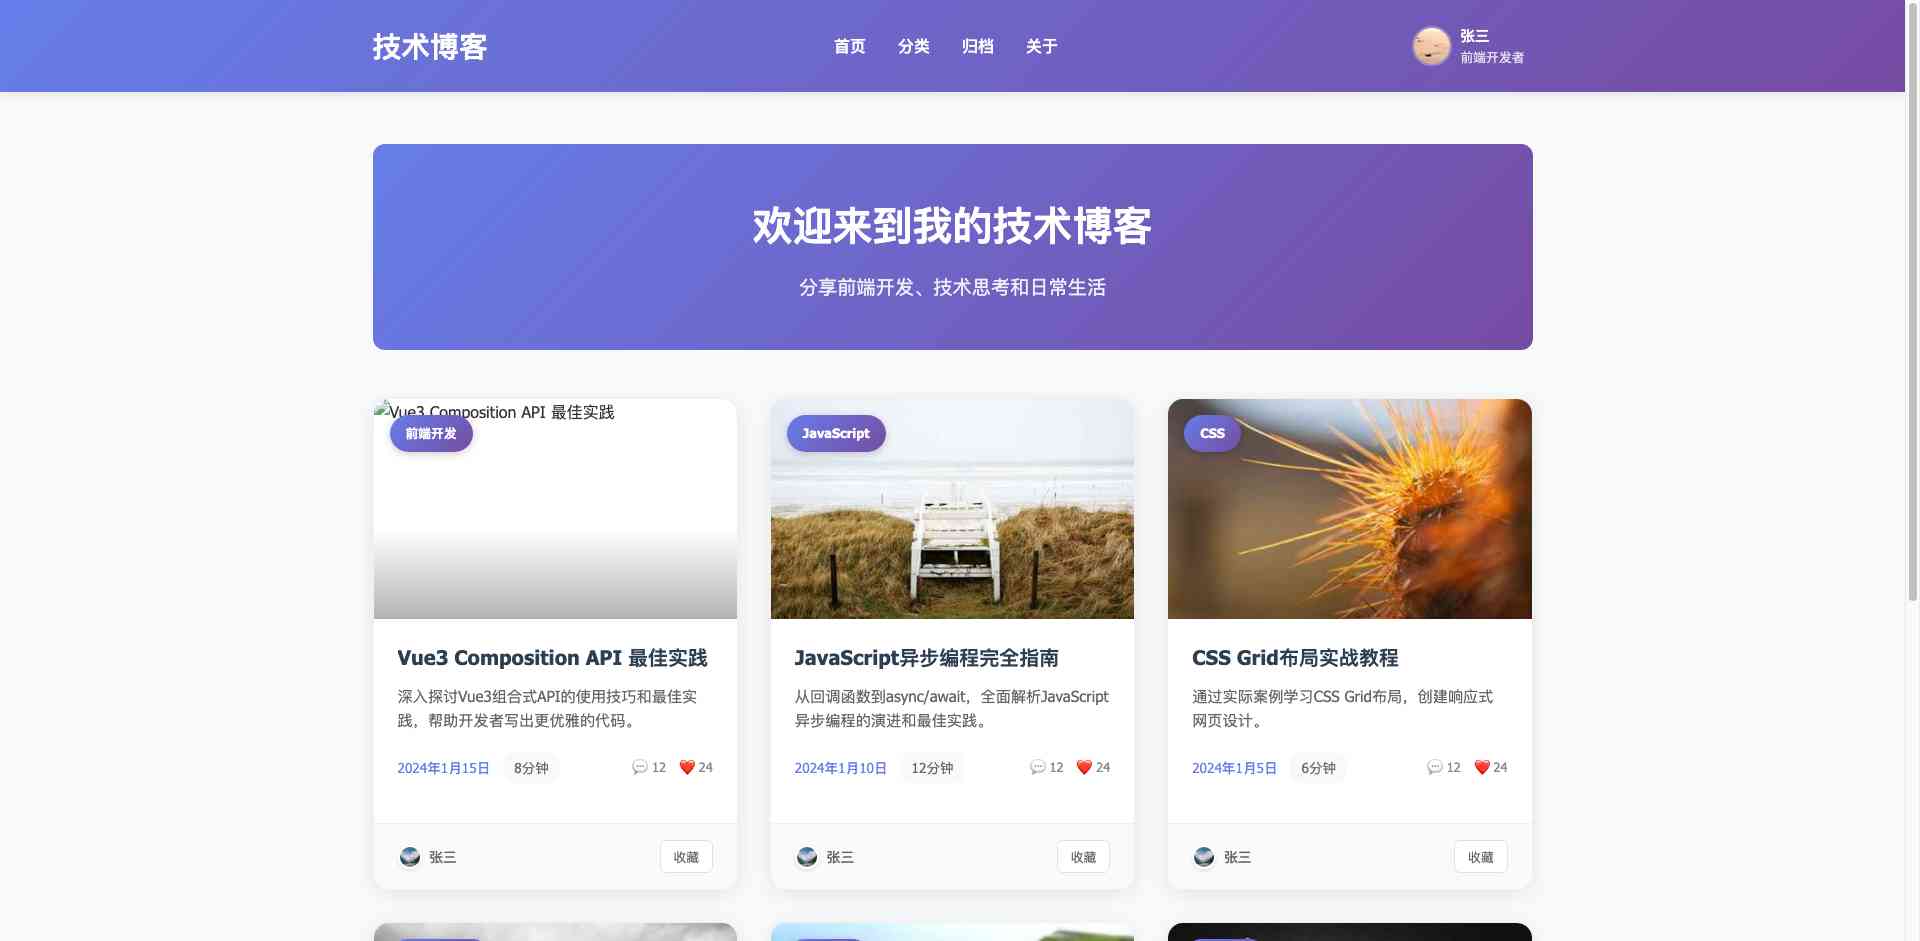 技术博客
首页 分类 归档 关于
张三
前端开发者
欢迎来到我的技术博客
分享前端开发、技术思考和日常生活
Vue3 Composition API 最佳实践
前端开发
Vue3 Composition API 最佳实践
深入探讨Vue3组合式API的使用技巧和最佳实
践，帮助开发者写出更优雅的代码。
2024年1月15日 8分钟 12 24
张三 收藏
JavaScript
JavaScript异步编程完全指南
从回调函数到async/await，全面解析JavaScript
异步编程的演进和最佳实践。
2024年1月10日 12分钟 12 24
张三 收藏
CSS
CSS Grid布局实战教程
通过实际案例学习CSS Grid布局，创建响应式
网页设计。
2024年1月5日 6分钟 12 24
张三 收藏